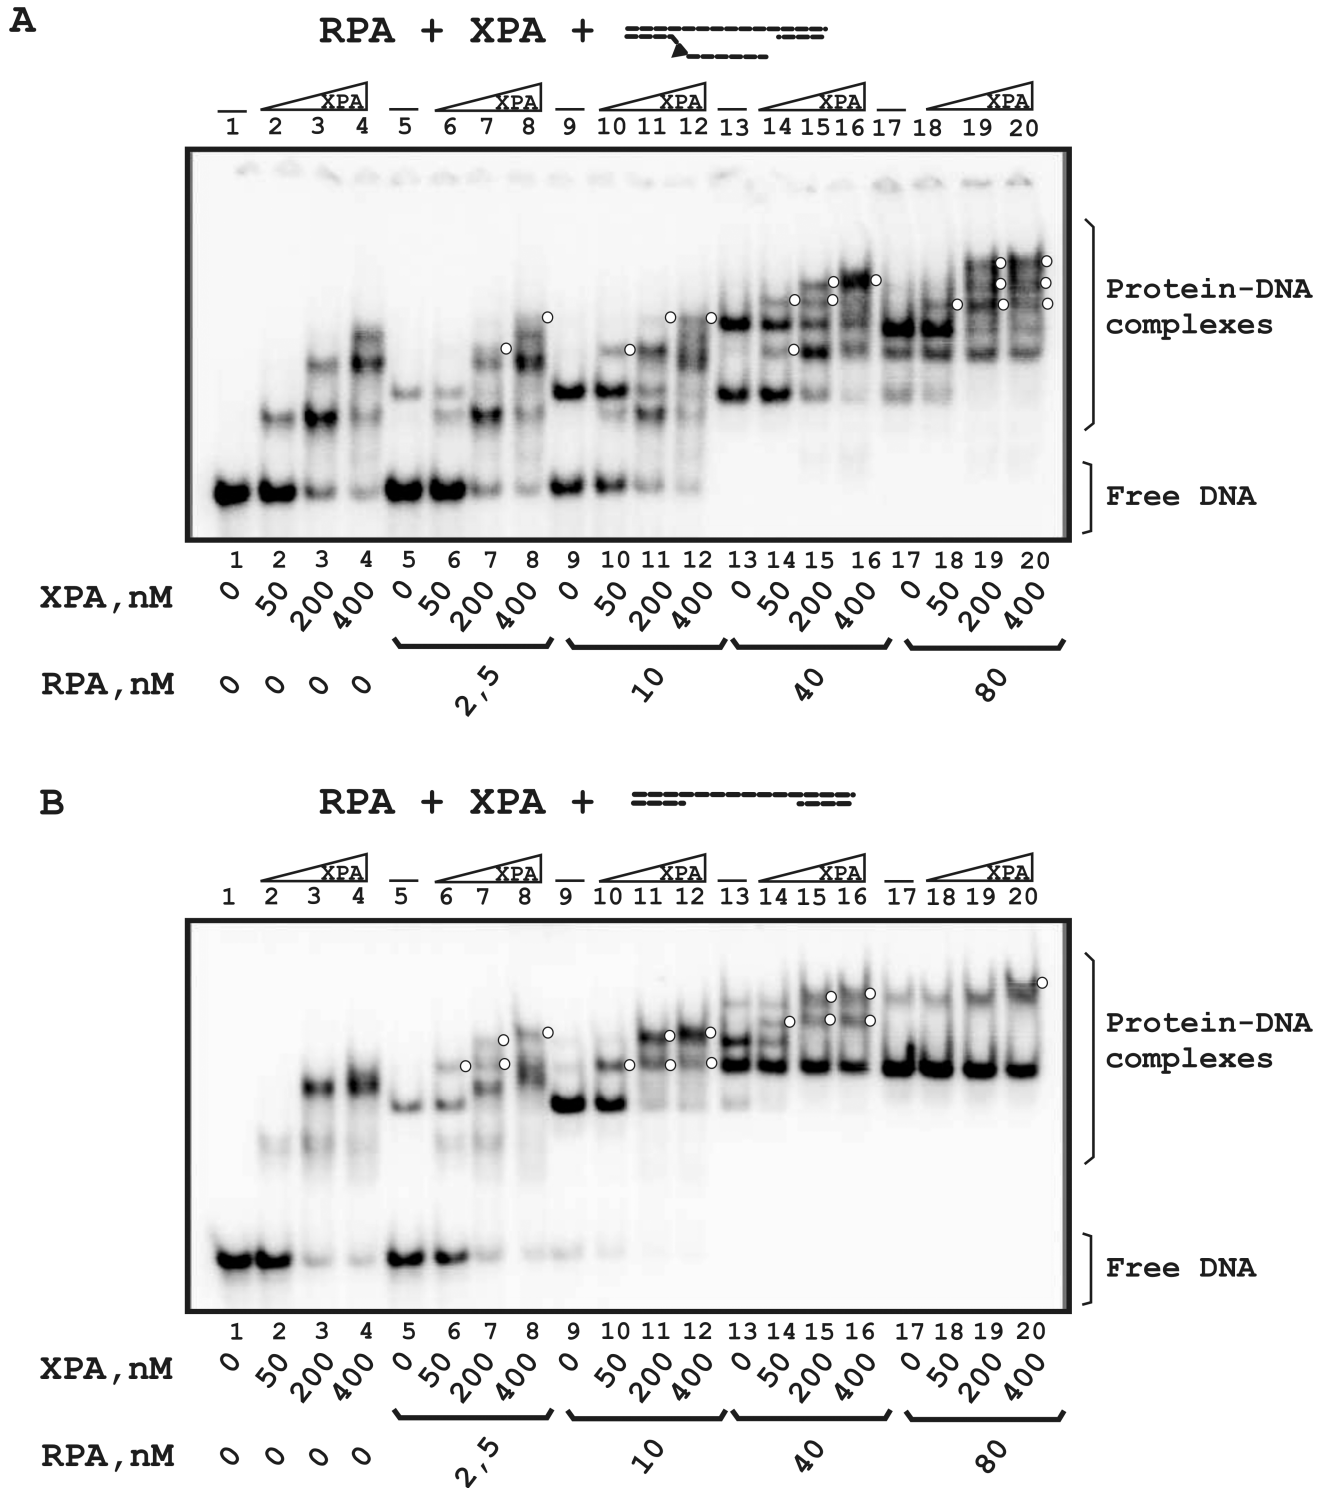 A
RPA + XPA +
XPA XPA XPA XPA XPA
1 2 3 4 5 6 7 8 9 10 11 12 13 14 15 16 17 18 19 20
Protein-DNA
complexes
Free DNA
1 2 3 4 5 6 7 8 9 10 11 12 13 14 15 16 17 18 19 20
XPA,nM 0 50 200 400 0 50 200 400 0 50 200 400 0 50 200 400 0 50 200 400
RPA,nM 0 0 0 0 2,5 10 40 80
B
RPA + XPA +
XPA XPA XPA XPA XPA
1 2 3 4 5 6 7 8 9 10 11 12 13 14 15 16 17 18 19 20
Protein-DNA
complexes
Free DNA
1 2 3 4 5 6 7 8 9 10 11 12 13 14 15 16 17 18 19 20
XPA,nM 0 50 200 400 0 50 200 400 0 50 200 400 0 50 200 400 0 50 200 400
RPA,nM 0 0 0 0 2,5 10 40 80